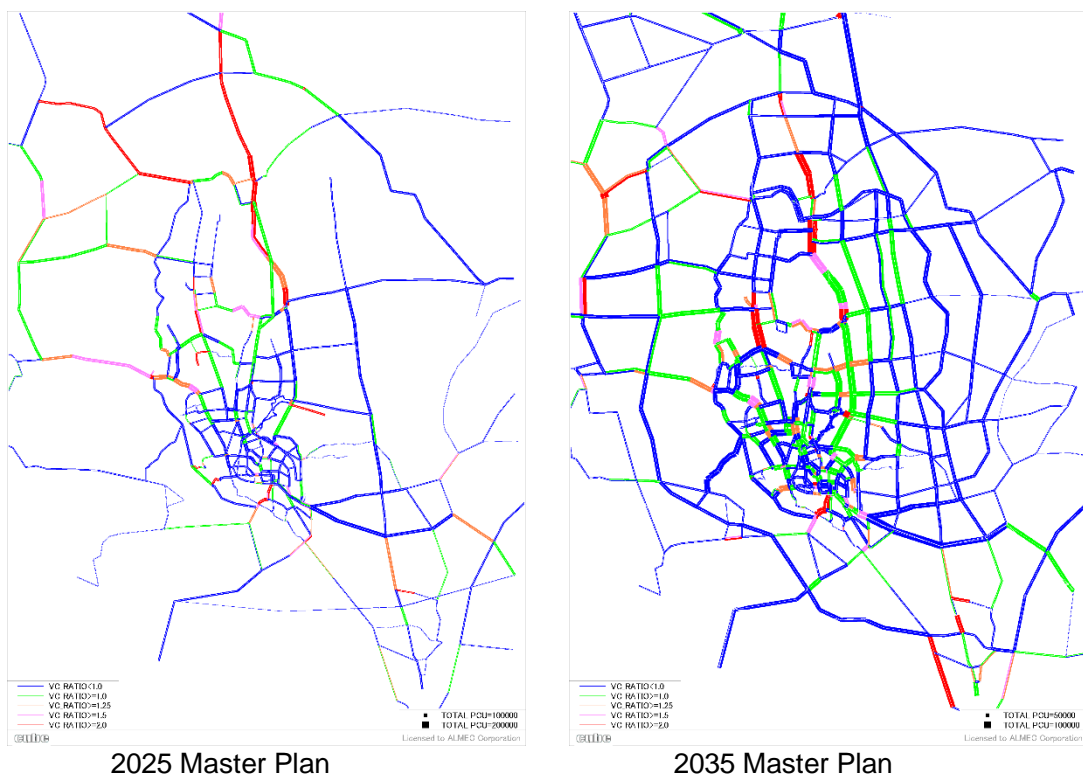 VC RATIO<1.0
VC RATIO>=1.0
VC RATIO>=1.25
VC RATIO>=1.5
VC RATIO>=2.0
TOTAL PCU=100000
TOTAL PCU=200000
Licensed to ALMEC Corporation
2025 Master Plan
VC RATIO<1.0
VC RATIO>=1.0
VC RATIO>=1.25
VC RATIO>=1.5
VC RATIO>=2.0
TOTAL PCU=50000
TOTAL PCU=100000
Licensed to ALMEC Corporation
2035 Master Plan